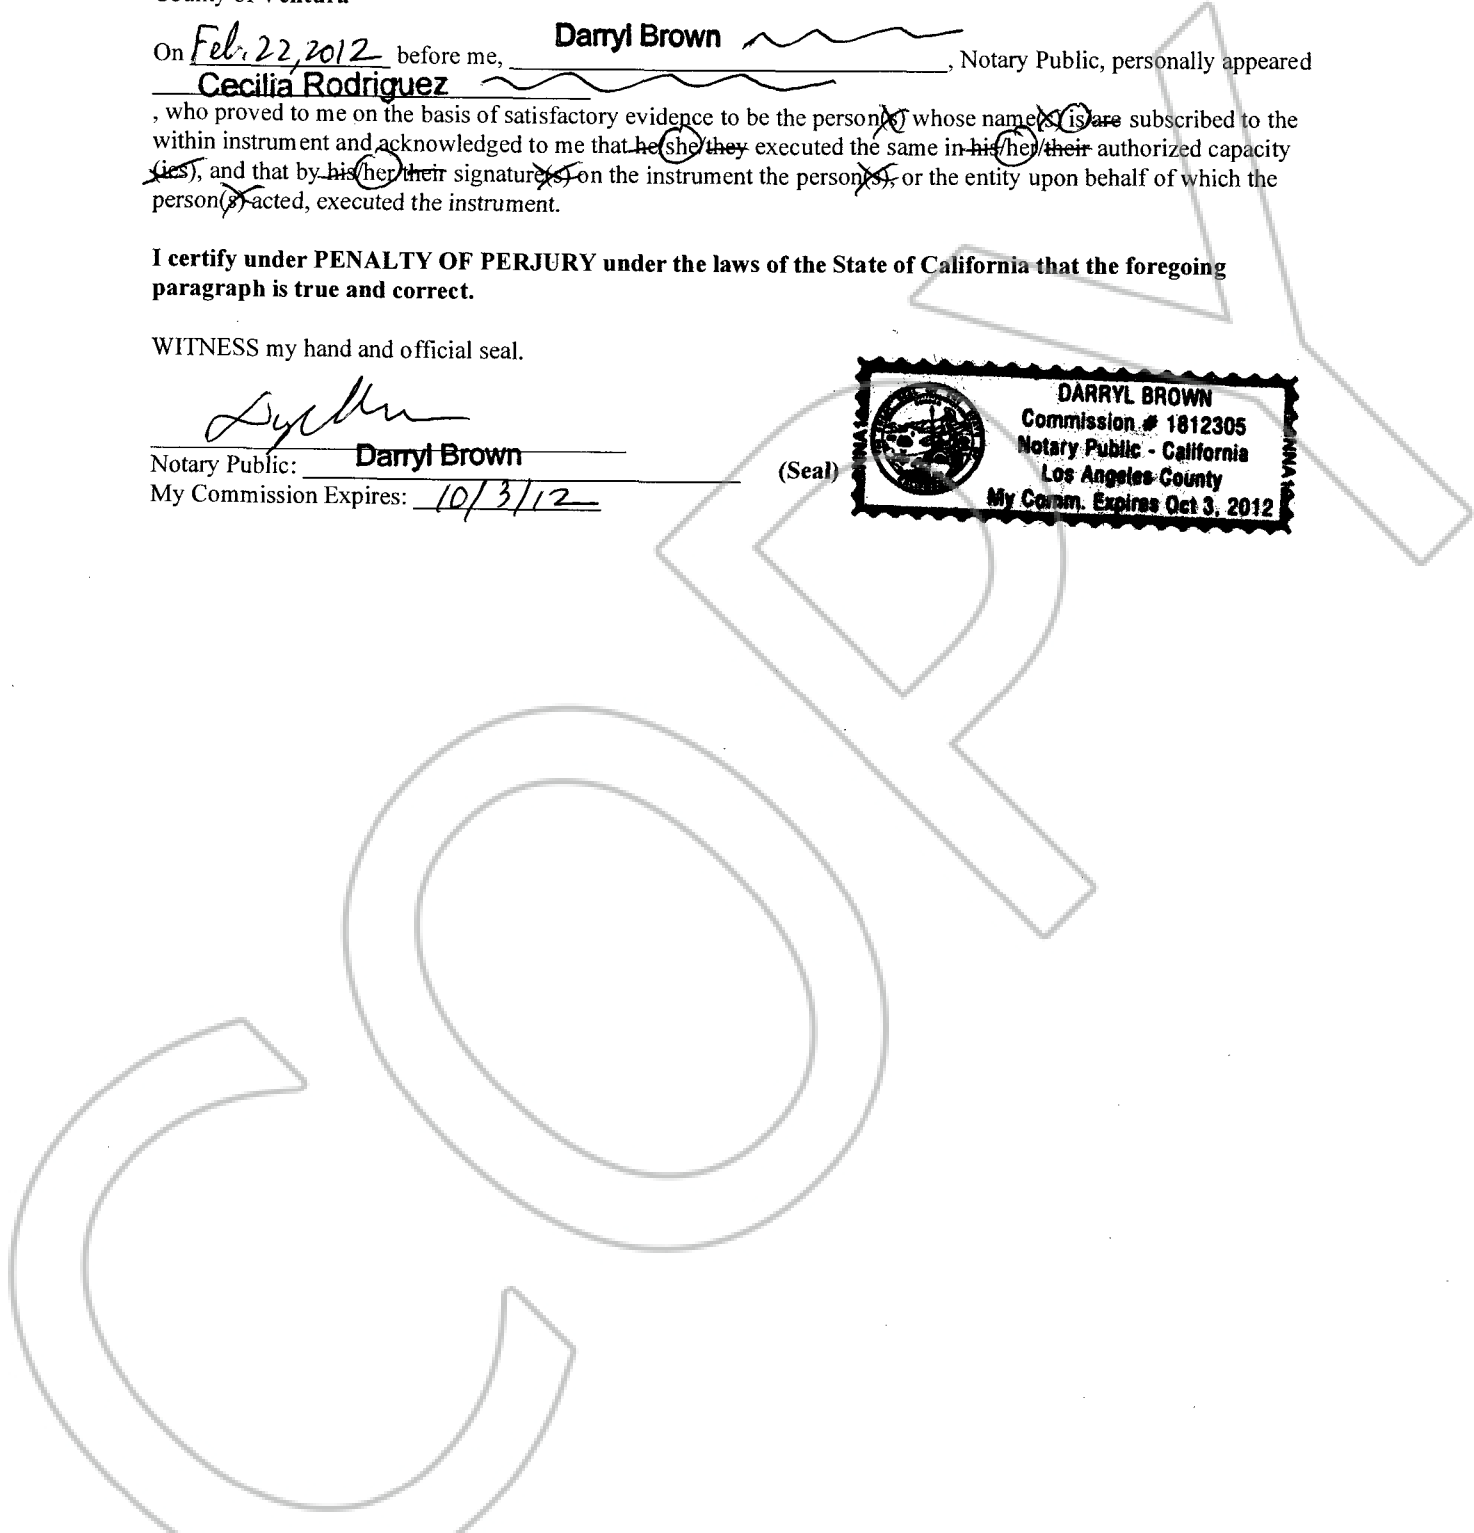 County of Ventura
On Feb. 22, 2012 before me, Darryl Brown, Notary Public, personally appeared
Cecilia Rodriguez
, who proved to me on the basis of satisfactory evidence to be the person(s) whose name(s) is/are subscribed to the
within instrument and acknowledged to me that he/she/they executed the same in his/her/their authorized capacity
(ies), and that by his/her/their signature(s) on the instrument the person(s), or the entity upon behalf of which the
person(s) acted, executed the instrument.
I certify under PENALTY OF PERJURY under the laws of the State of California that the foregoing
paragraph is true and correct.
WITNESS my hand and official seal.
Notary Public: Darryl Brown
My Commission Expires: 10/3/12
(Seal)
DARRYL BROWN
Commission # 1812305
Notary Public - California
Los Angeles County
My Comm. Expires Oct 3, 2012
COPY